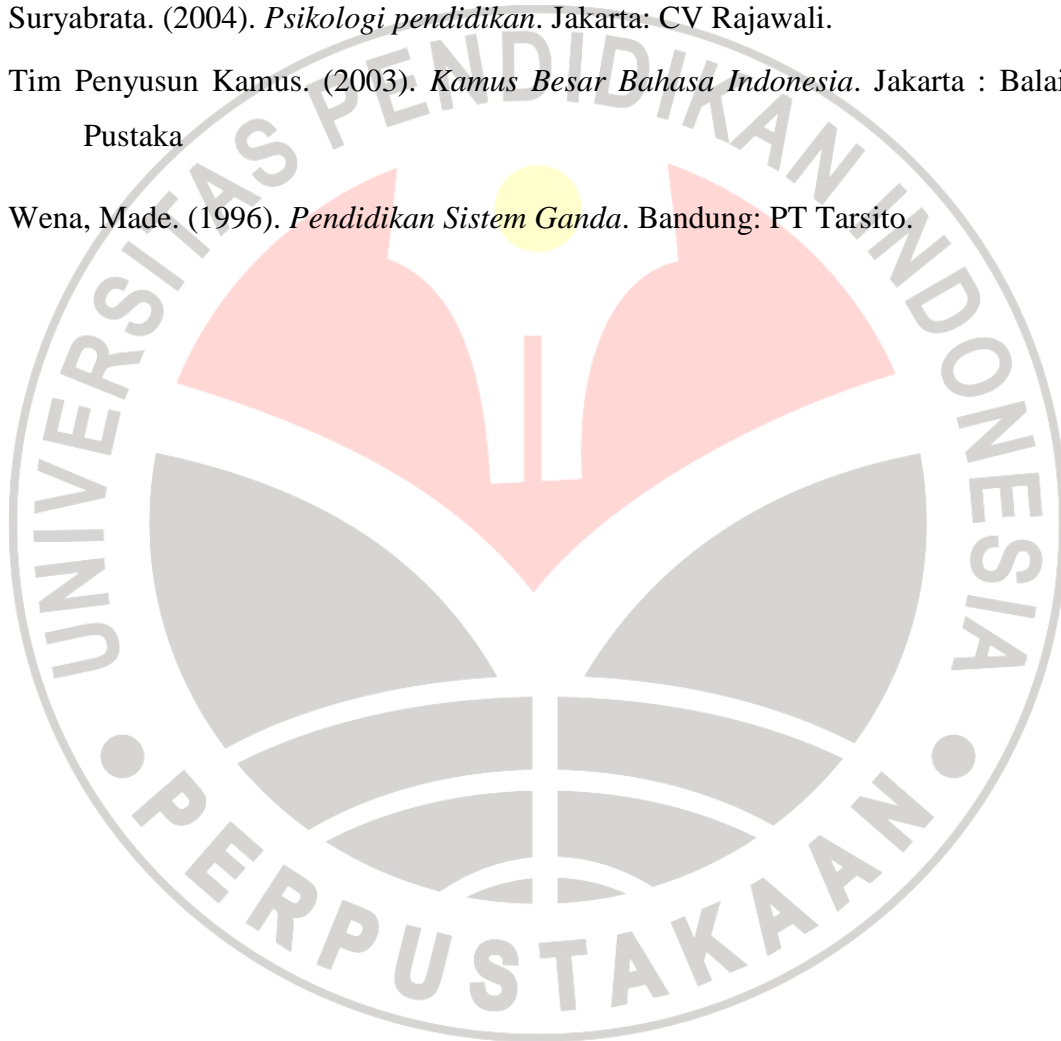 Suryabrata. (2004). Psikologi pendidikan. Jakarta: CV Rajawali.
Tim Penyusun Kamus. (2003). Kamus Besar Bahasa Indonesia. Jakarta : Balai
Pustaka
Wena, Made. (1996). Pendidikan Sistem Ganda. Bandung: PT Tarsito.
UNIVERSITAS PENDIDIKAN INDONESIA
PERPUSTAKAAN